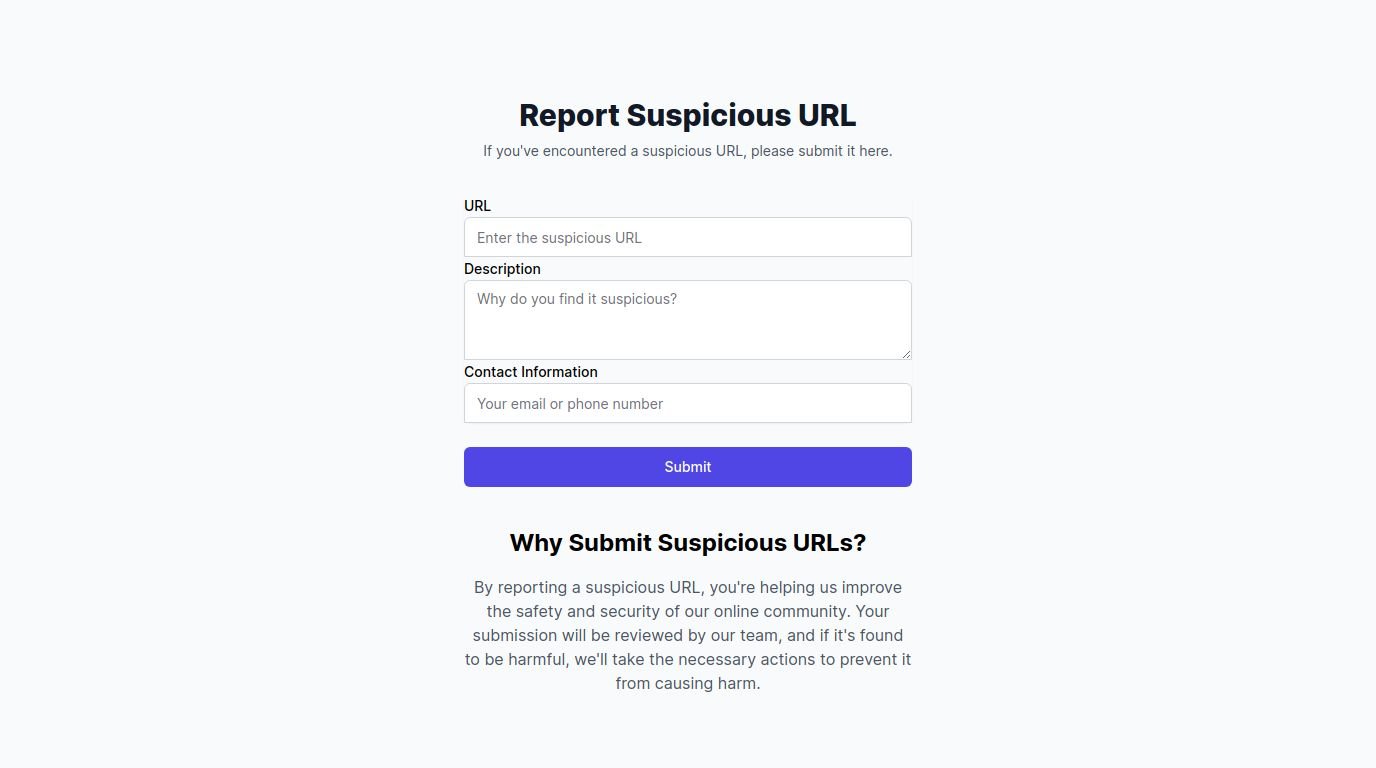 Report Suspicious URL
If you've encountered a suspicious URL, please submit it here.
URL
Enter the suspicious URL
Description
Why do you find it suspicious?
Contact Information
Your email or phone number
Submit
Why Submit Suspicious URLs?
By reporting a suspicious URL, you're helping us improve
the safety and security of our online community. Your
submission will be reviewed by our team, and if it's found
to be harmful, we'll take the necessary actions to prevent it
from causing harm.